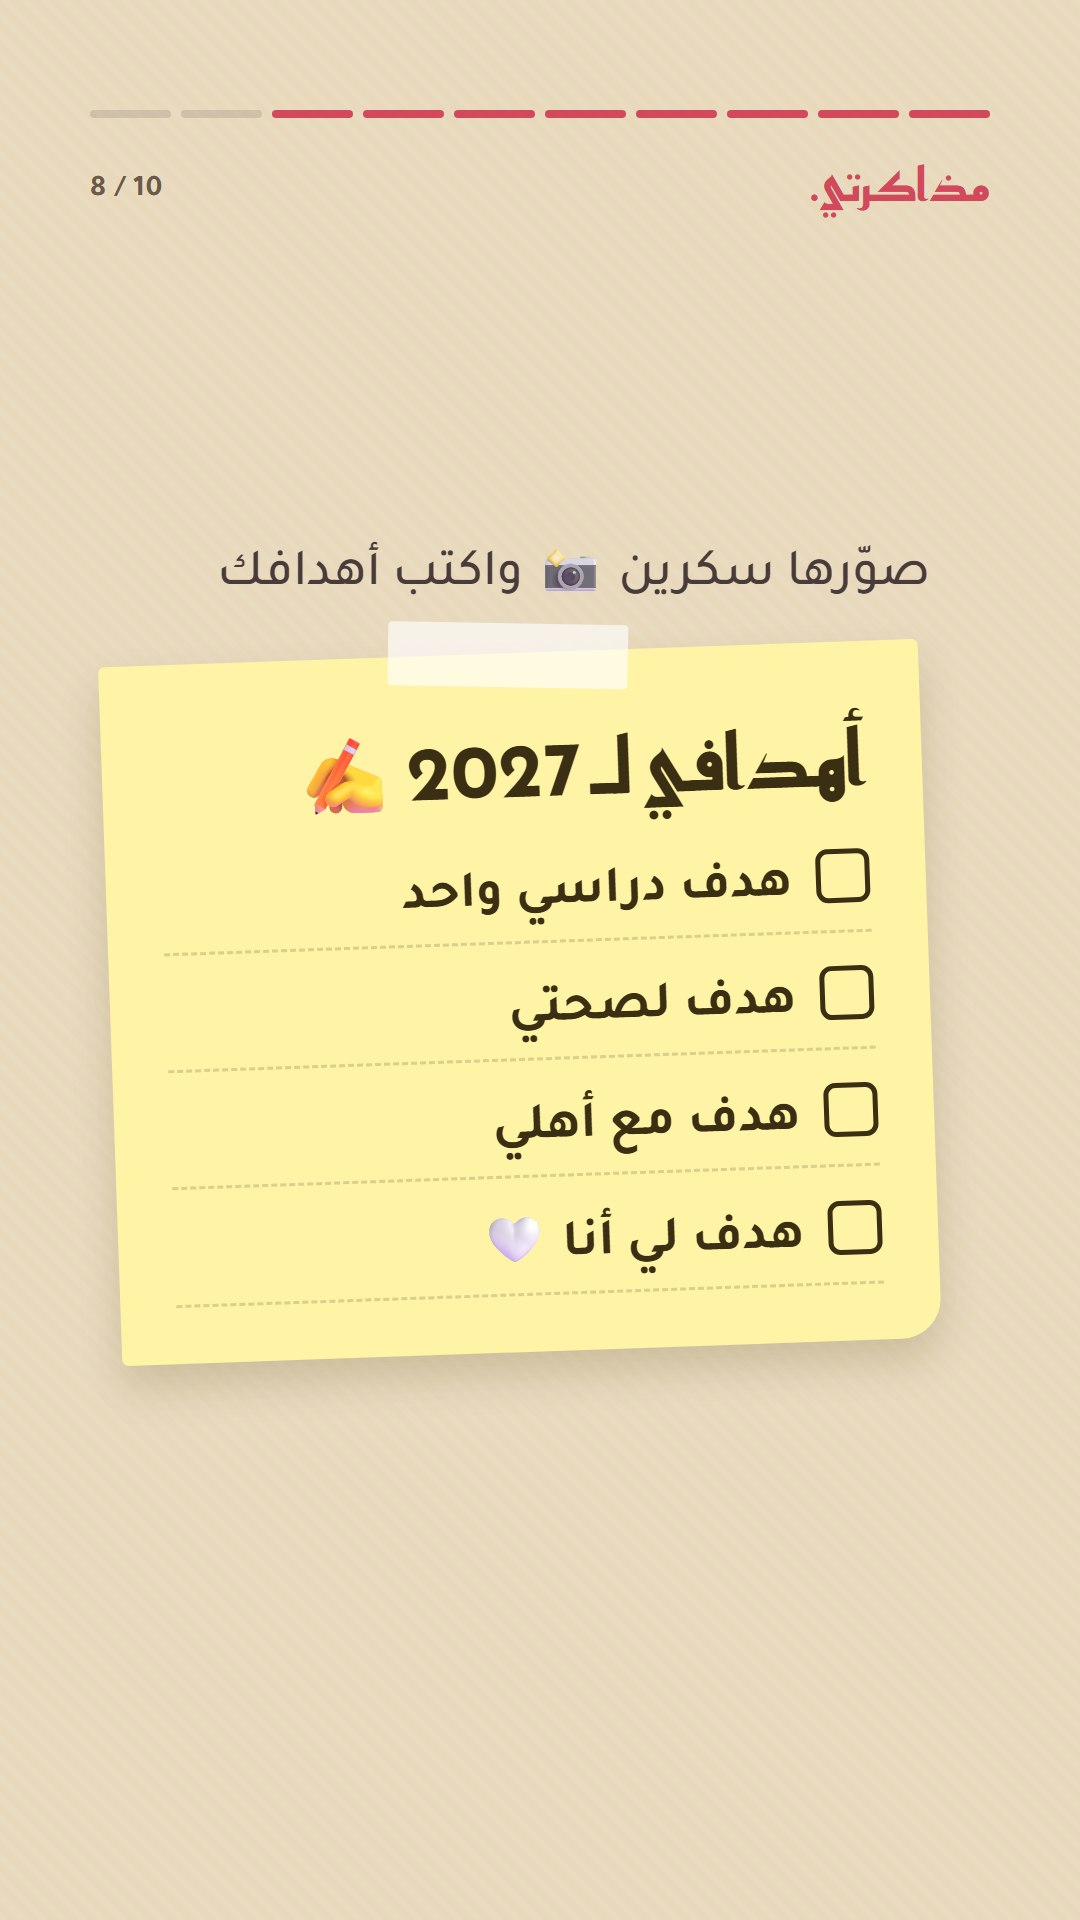 مذاكرتي.
8 / 10
صوّرها سكرين 📸 واكتب أهدافك
أهدافي لـ 2027 ✍️
هدف دراسي واحد
هدف لصحتي
هدف مع أهلي
هدف لي أنا 🤍